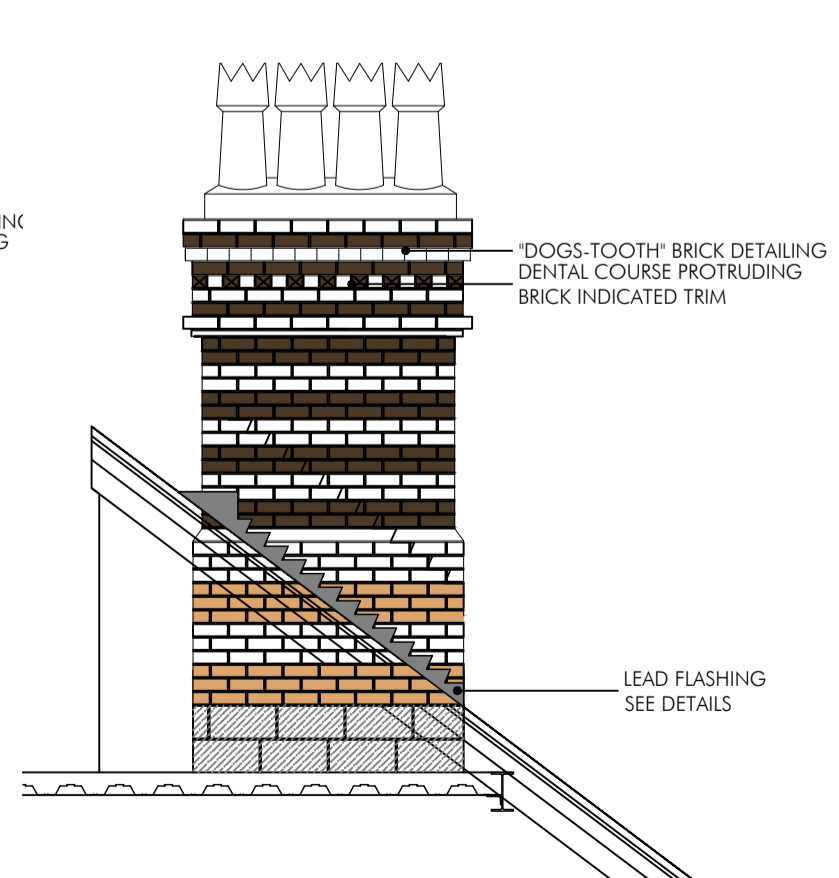 "DOGS-TOOTH" BRICK DETAILING
DENTAL COURSE PROTRUDING
BRICK INDICATED TRIM
LEAD FLASHING
SEE DETAILS